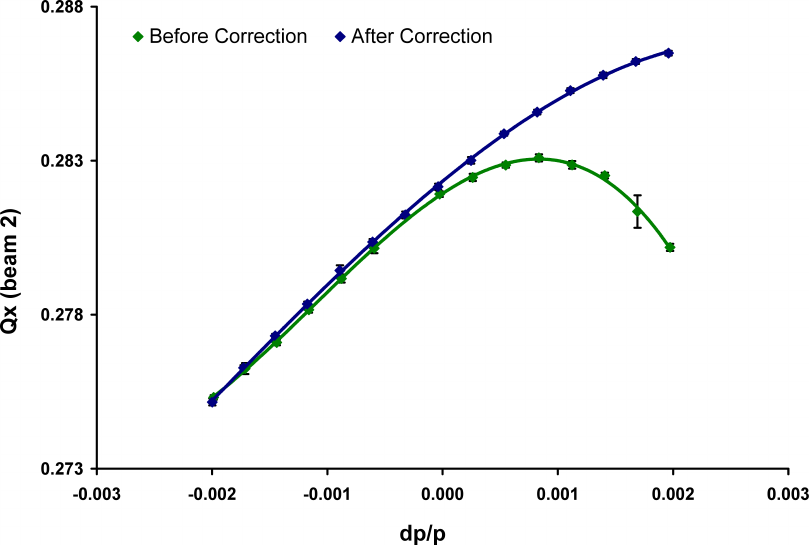 0.288
Before Correction
After Correction
0.283
0.278
0.273
Qx (beam 2)
-0.003 -0.002 -0.001 0.000 0.001 0.002 0.003
dp/p